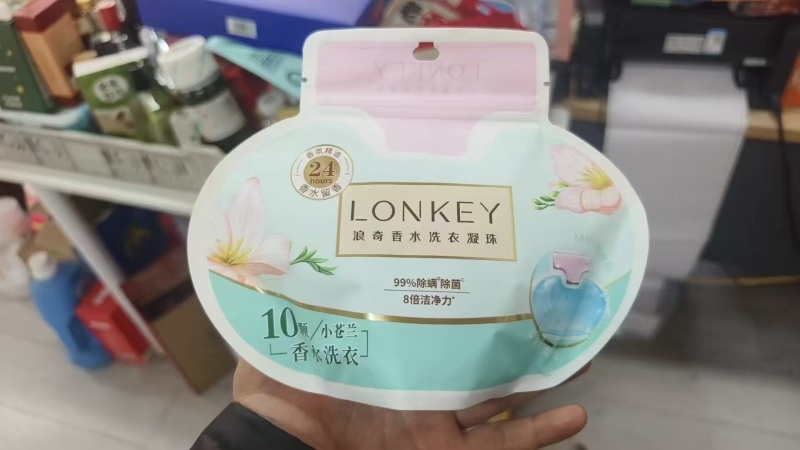 香氛精油
24
hours
香水留香
LONKEY
浪奇香水洗衣凝珠
99%除螨*除菌*
8倍洁净力*
10颗/小苍兰
香水洗衣